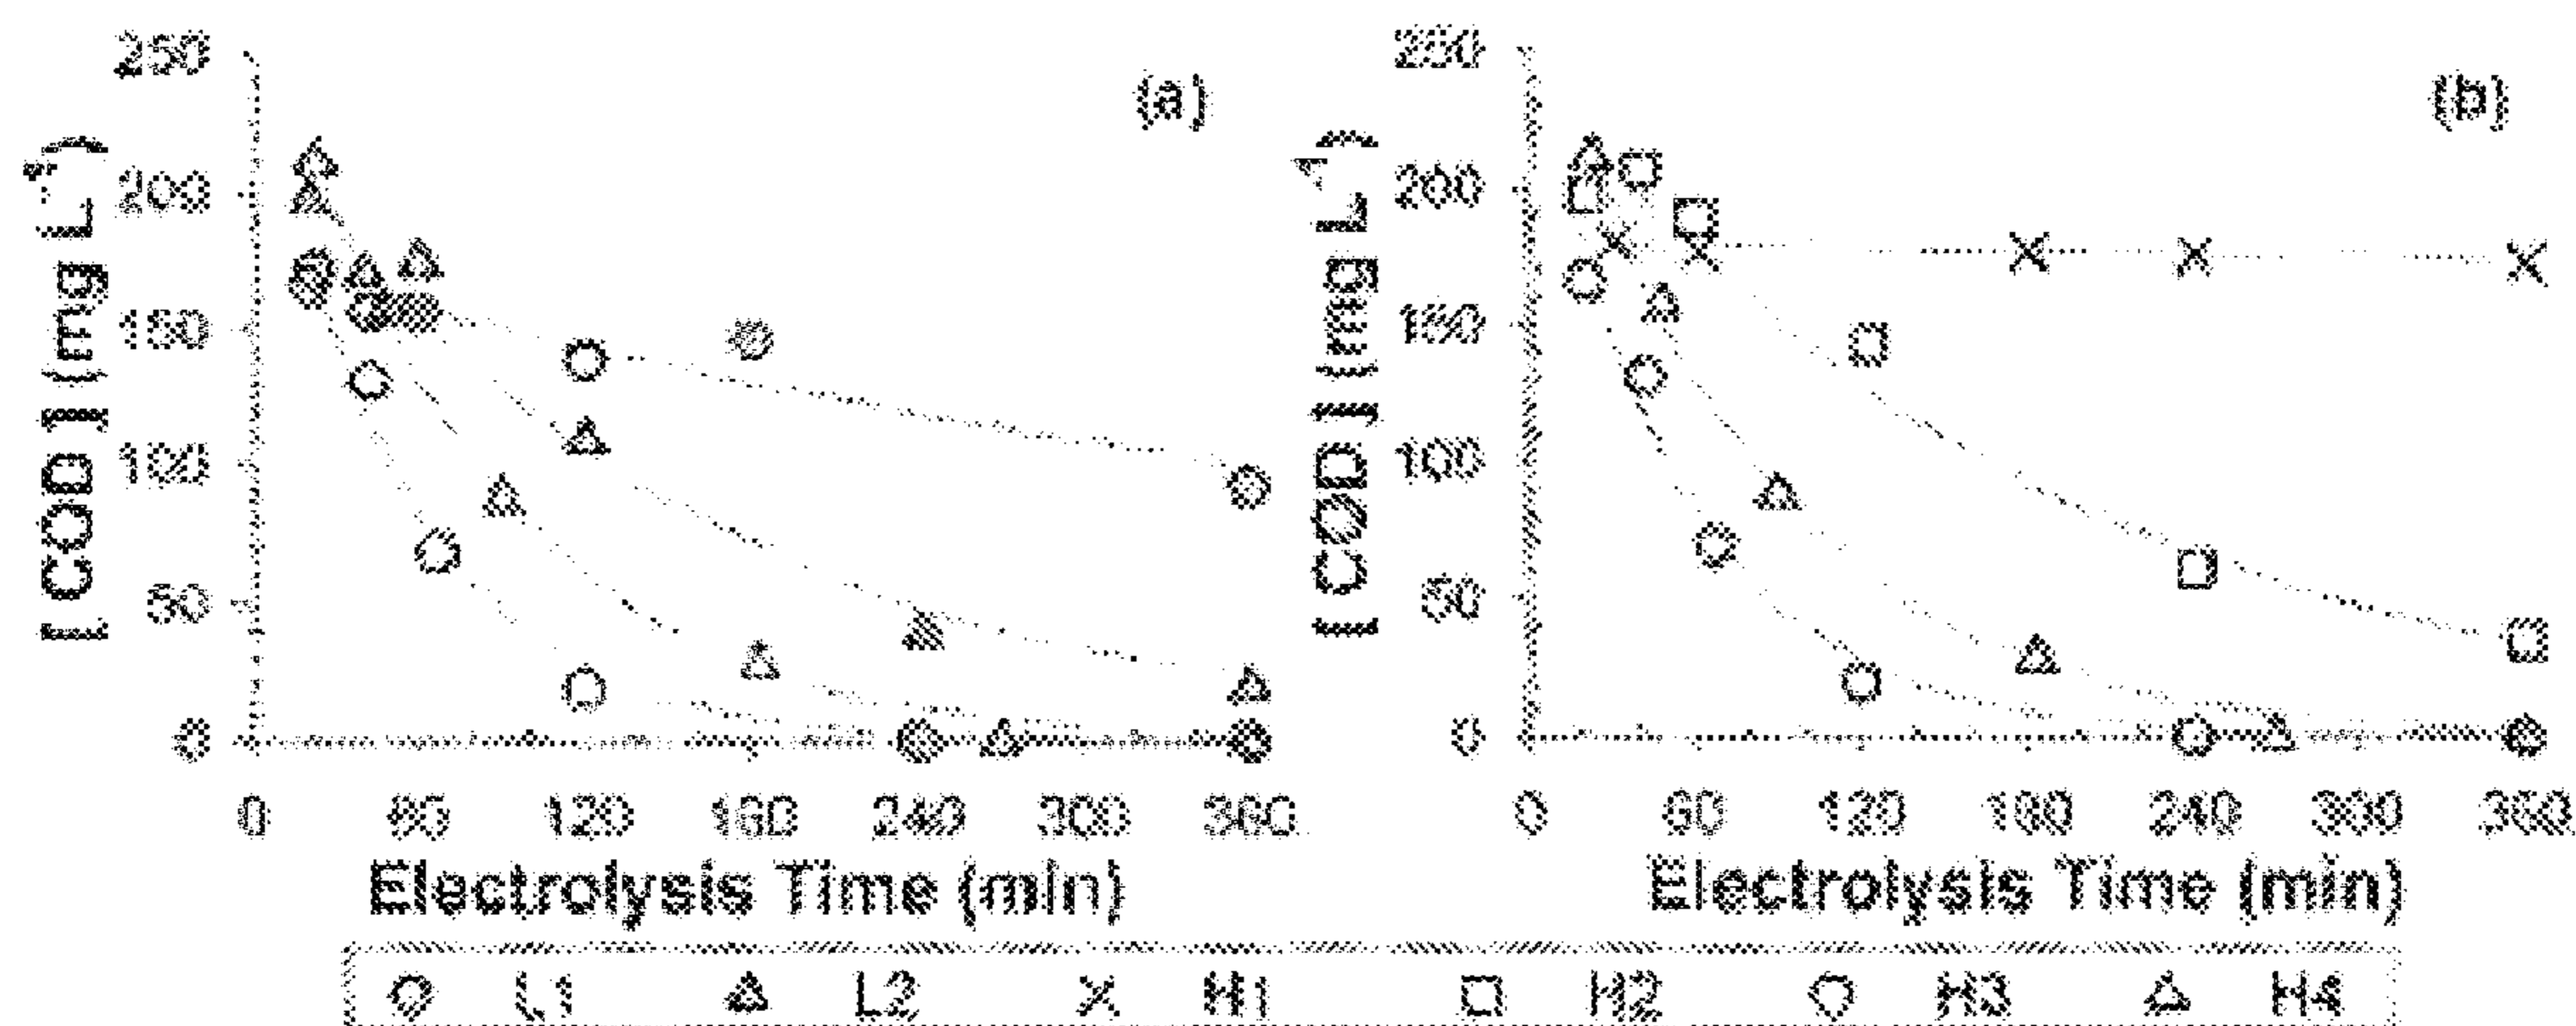 (a)
[ COD ] (mg L⁻¹)
250
200
150
100
50
0
0 60 120 180 240 300 360
Electrolysis Time (min)
(b)
[ COD ] (mg L⁻¹)
250
200
150
100
50
0
0 60 120 180 240 300 360
Electrolysis Time (min)
L1 L2 H1 H2 H3 H4